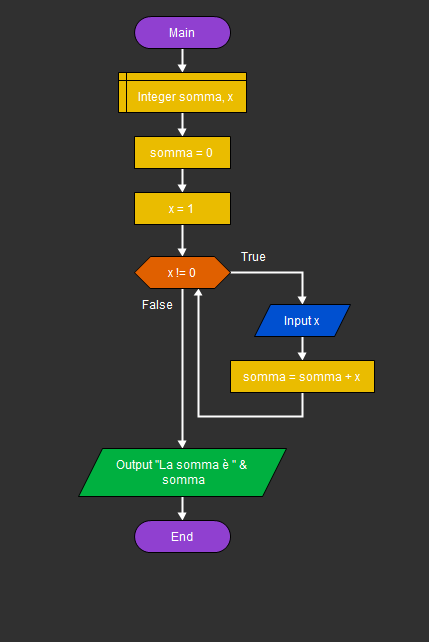 Main
Integer somma, x
somma = 0
x = 1
x != 0
True
False
Input x
somma = somma + x
Output "La somma è " &
somma
End